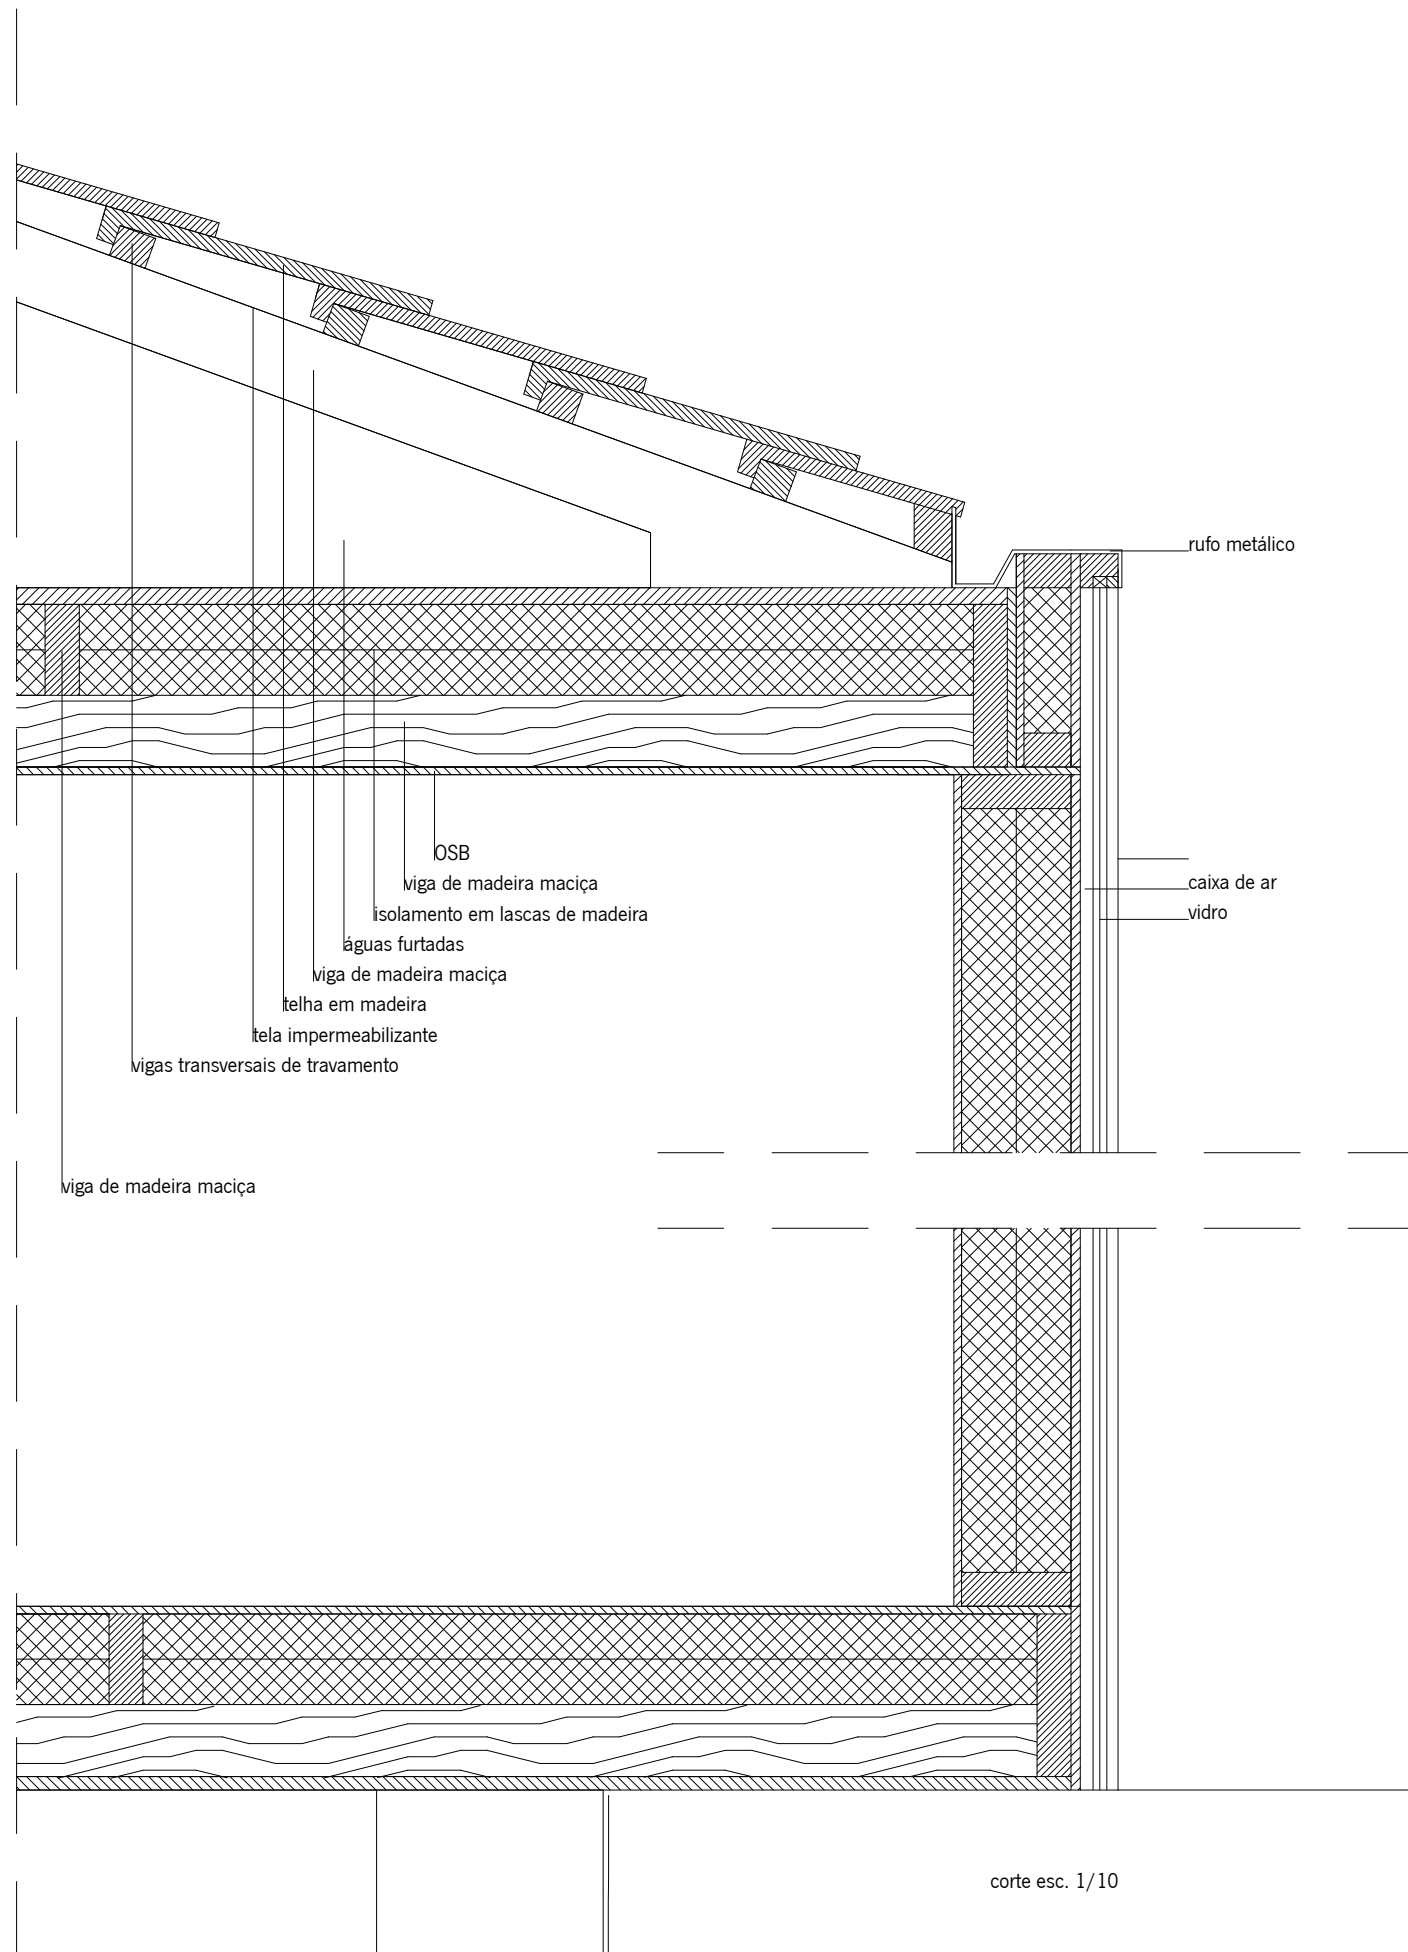 rufo metálico
OSB
viga de madeira maciça
isolamento em lascas de madeira
águas furtadas
viga de madeira maciça
telha em madeira
tela impermeabilizante
vigas transversais de travamento
viga de madeira maciça
caixa de ar
vidro
corte esc. 1/10